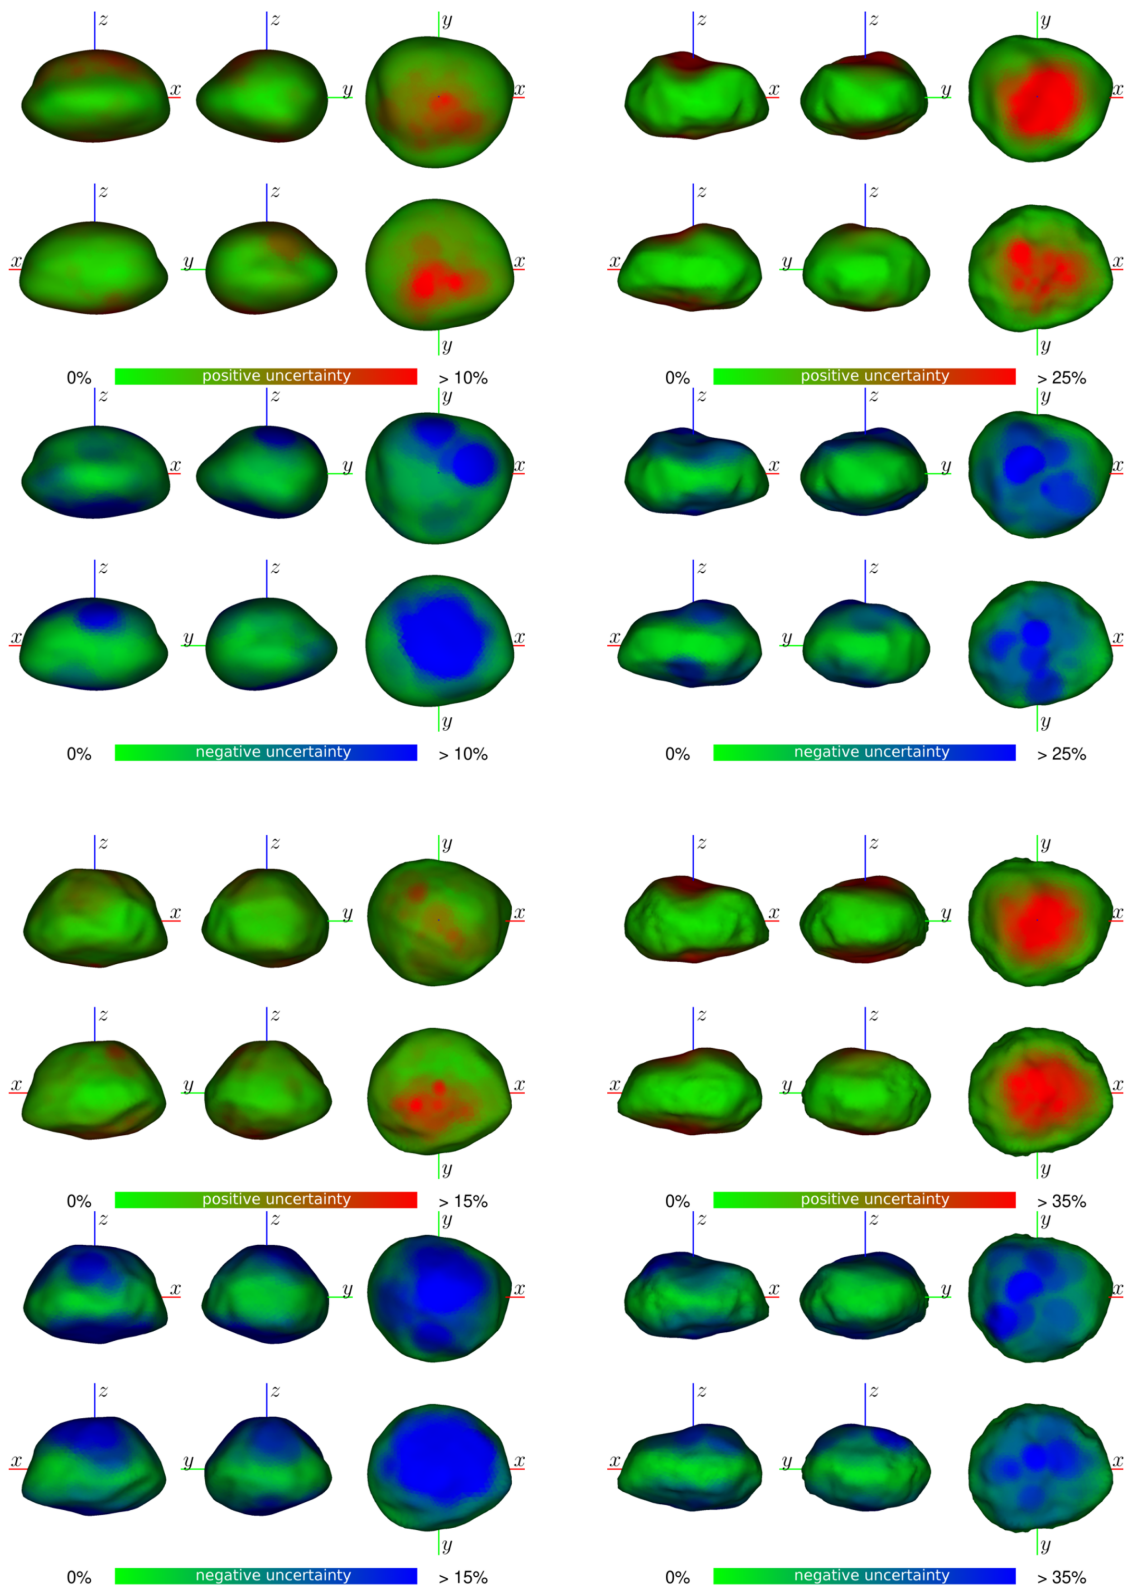 z z y z z y
x y x x y x
z z z z
x y x x y x
y y
0% positive uncertainty > 10% 0% positive uncertainty > 25%
z z y z z y
x y x x y x
z z z z
x y x x y x
y y
0% negative uncertainty > 10% 0% negative uncertainty > 25%
z z y z z y
x y x x y x
z z z z
x y x x y x
y y
0% positive uncertainty > 15% 0% positive uncertainty > 35%
z z y z z y
x y x x y x
z z z z
x y x x y x
y y
0% negative uncertainty > 15% 0% negative uncertainty > 35%